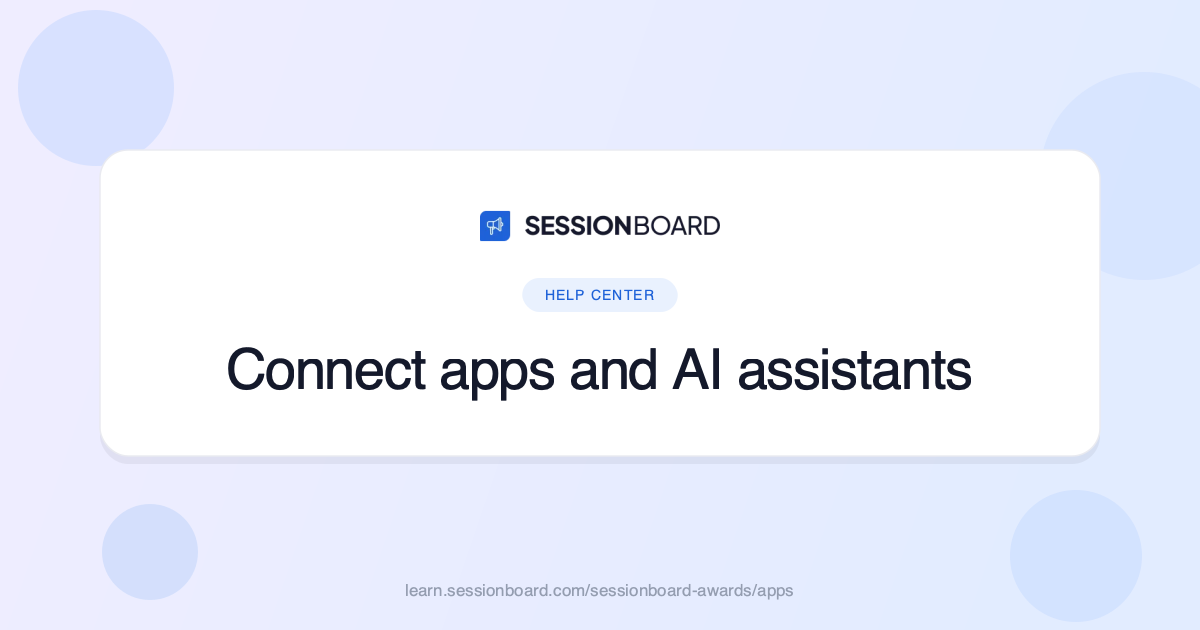 SESSIONBOARD
HELP CENTER
Connect apps and AI assistants
learn.sessionboard.com/sessionboard-awards/apps